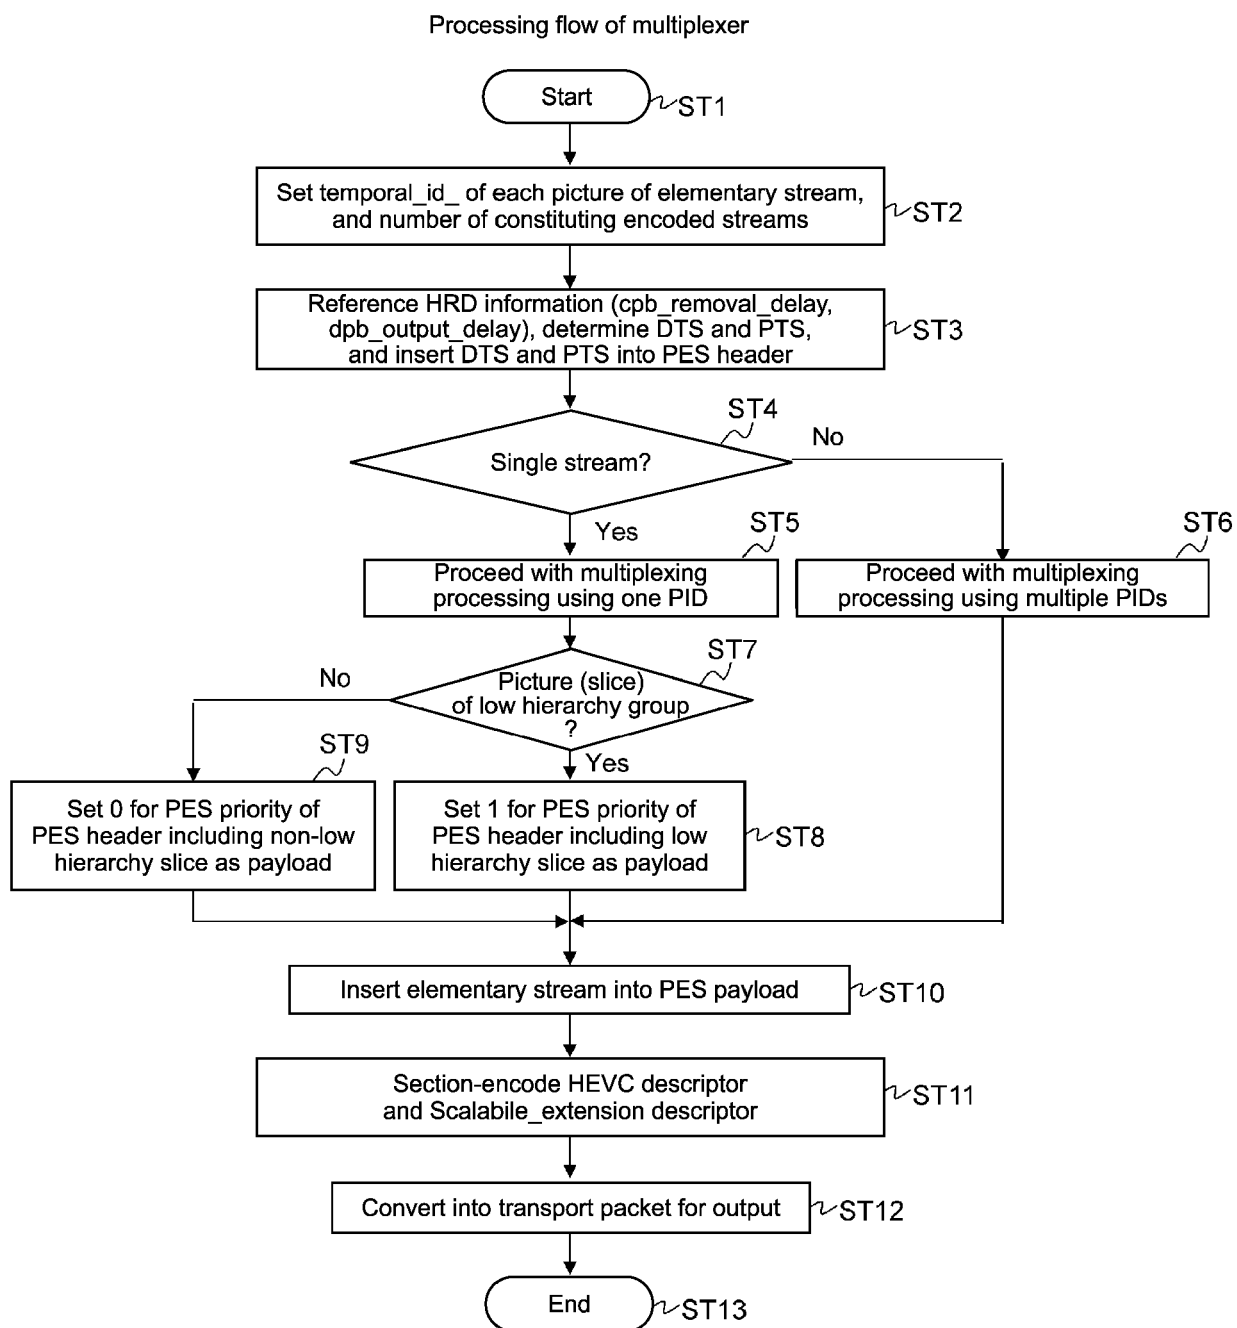 Processing flow of multiplexer
Start
ST1
Set temporal_id_ of each picture of elementary stream,
and number of constituting encoded streams
ST2
Reference HRD information (cpb_removal_delay,
dpb_output_delay), determine DTS and PTS,
and insert DTS and PTS into PES header
ST3
ST4
Single stream?
No
Yes
ST5
Proceed with multiplexing
processing using one PID
ST6
Proceed with multiplexing
processing using multiple PIDs
ST7
Picture (slice)
of low hierarchy group
?
No
Yes
ST9
Set 0 for PES priority of
PES header including non-low
hierarchy slice as payload
Set 1 for PES priority of
PES header including low
hierarchy slice as payload
ST8
Insert elementary stream into PES payload
ST10
Section-encode HEVC descriptor
and Scalabile_extension descriptor
ST11
Convert into transport packet for output
ST12
End
ST13